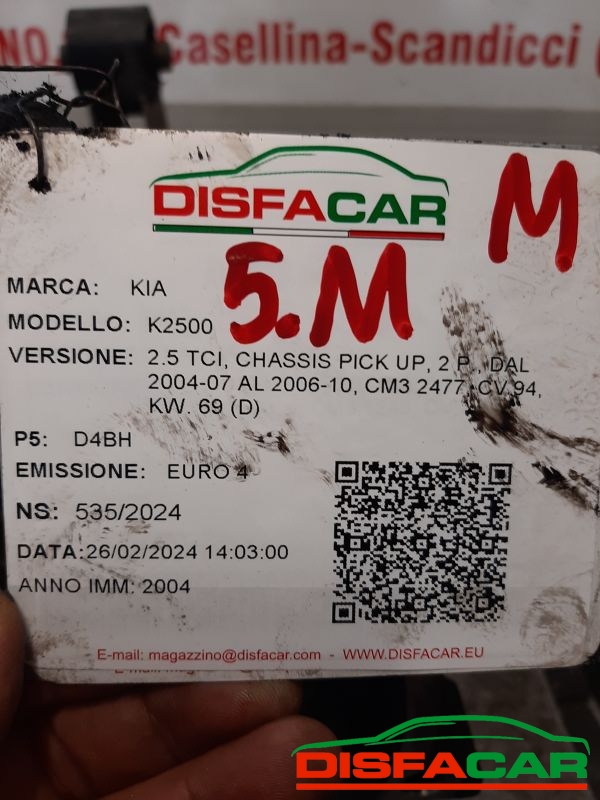 NO. Casellina-Scandicci (
DISFACAR
M
5.M
MARCA: KIA
MODELLO: K2500
VERSIONE: 2.5 TCI, CHASSIS PICK UP, 2 P., DAL
2004-07 AL 2006-10, CM3 2477, CV 94,
KW. 69 (D)
P5: D4BH
EMISSIONE: EURO 4
NS: 535/2024
DATA:26/02/2024 14:03:00
ANNO IMM: 2004
E-mail: magazzino@disfacar.com - WWW.DISFACAR.EU
DISFACAR